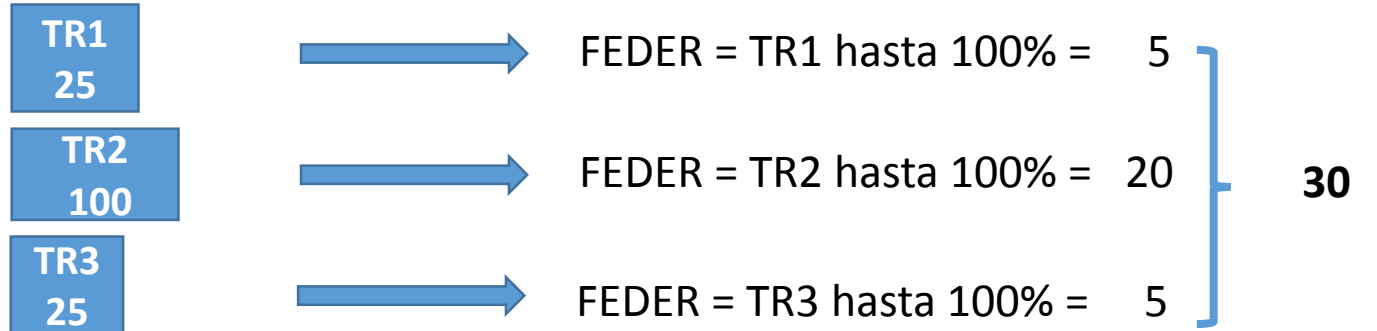 TR1
25
FEDER = TR1 hasta 100% = 5
TR2
100
FEDER = TR2 hasta 100% = 20
30
TR3
25
FEDER = TR3 hasta 100% = 5